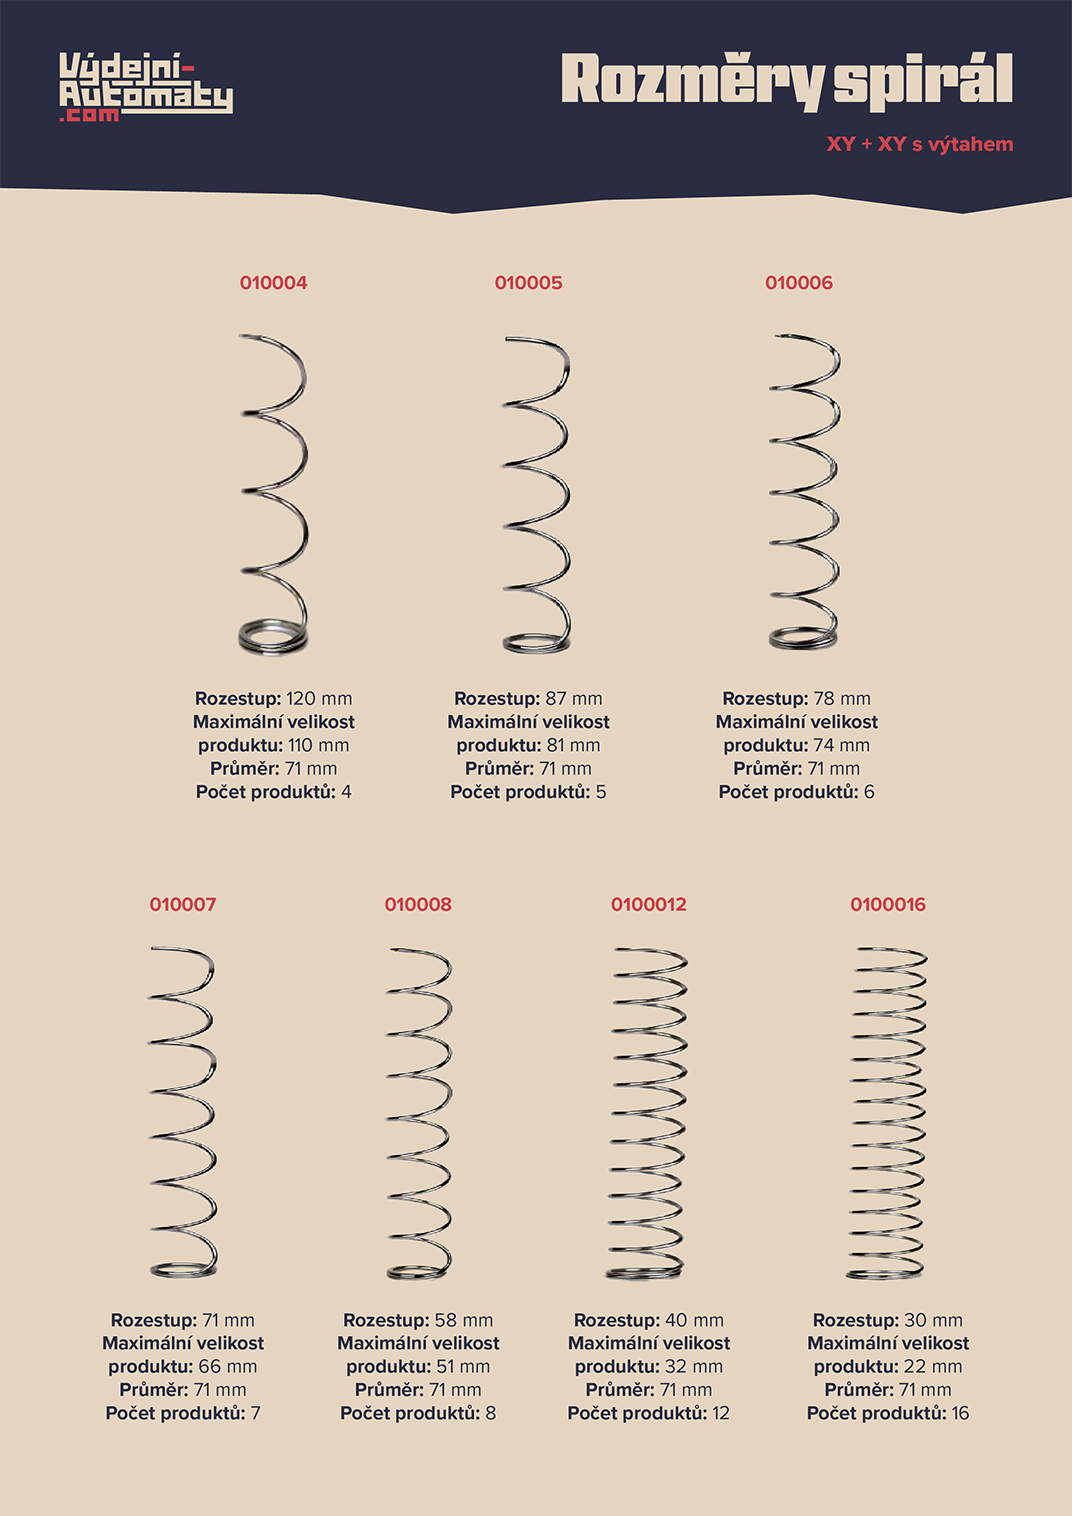 Výdejní-
Automaty
.com
Rozměry spirál
XY + XY s výtahem
010004
010005
010006
Rozestup: 120 mm
Maximální velikost
produktu: 110 mm
Průměr: 71 mm
Počet produktů: 4
Rozestup: 87 mm
Maximální velikost
produktu: 81 mm
Průměr: 71 mm
Počet produktů: 5
Rozestup: 78 mm
Maximální velikost
produktu: 74 mm
Průměr: 71 mm
Počet produktů: 6
010007
010008
0100012
0100016
Rozestup: 71 mm
Maximální velikost
produktu: 66 mm
Průměr: 71 mm
Počet produktů: 7
Rozestup: 58 mm
Maximální velikost
produktu: 51 mm
Průměr: 71 mm
Počet produktů: 8
Rozestup: 40 mm
Maximální velikost
produktu: 32 mm
Průměr: 71 mm
Počet produktů: 12
Rozestup: 30 mm
Maximální velikost
produktu: 22 mm
Průměr: 71 mm
Počet produktů: 16